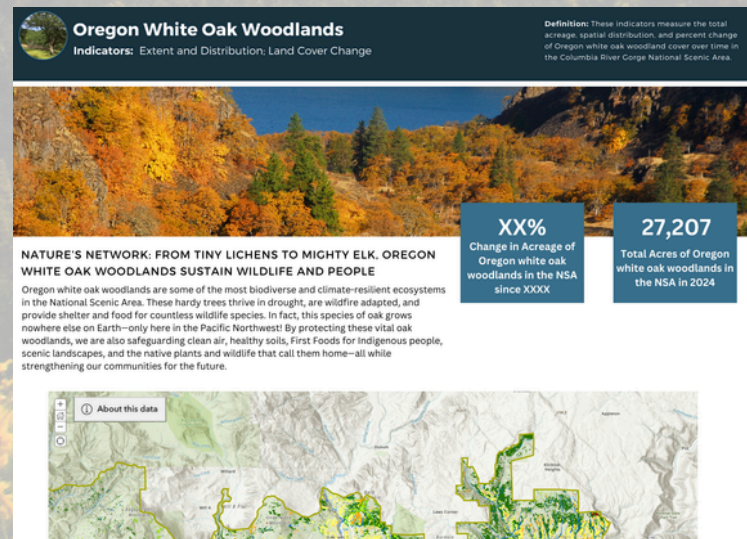 Oregon White Oak Woodlands
Indicators: Extent and Distribution; Land Cover Change
Definition: These indicators measure the total
acreage, spatial distribution, and percent change
of Oregon white oak woodland cover over time in
the Columbia River Gorge National Scenic Area.
XX%
Change in Acreage of
Oregon white oak
woodlands in the NSA
since XXXX
27,207
Total Acres of Oregon
white oak woodlands in
the NSA in 2024
NATURE'S NETWORK: FROM TINY LICHENS TO MIGHTY ELK, OREGON
WHITE OAK WOODLANDS SUSTAIN WILDLIFE AND PEOPLE
Oregon white oak woodlands are some of the most biodiverse and climate-resilient ecosystems
in the National Scenic Area. These hardy trees thrive in drought, are wildfire adapted, and
provide shelter and food for countless wildlife species. In fact, this species of oak grows
nowhere else on Earth—only here in the Pacific Northwest! By protecting these vital oak
woodlands, we are also safeguarding clean air, healthy soils, First Foods for Indigenous people,
scenic landscapes, and the native plants and wildlife that call them home—all while
strengthening our communities for the future.
About this data
Willard
Appleton